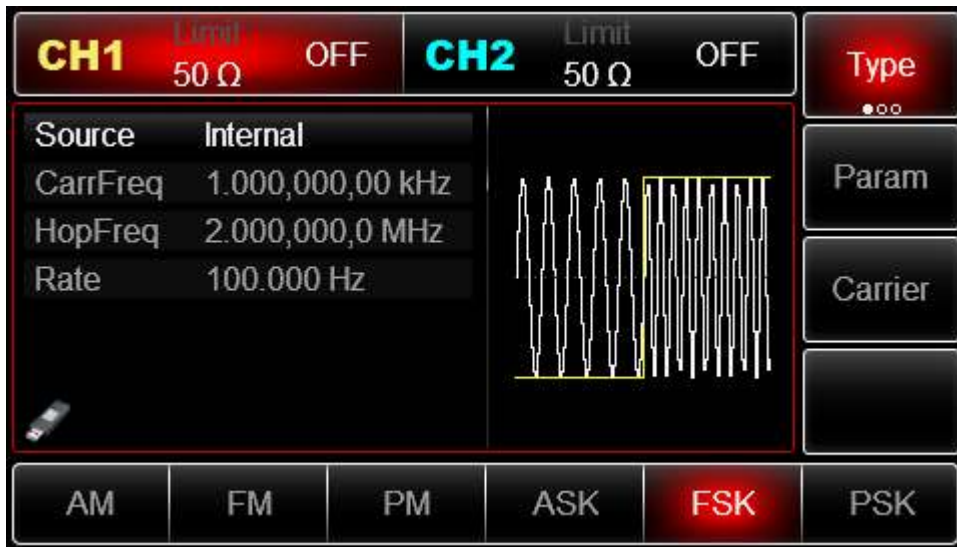 CH1 Limit 50 Ω OFF
CH2 Limit 50 Ω OFF
Type
Source Internal
CarrFreq 1.000,000,00 kHz
HopFreq 2.000,000,0 MHz
Rate 100.000 Hz
Param
Carrier
AM FM PM ASK FSK PSK